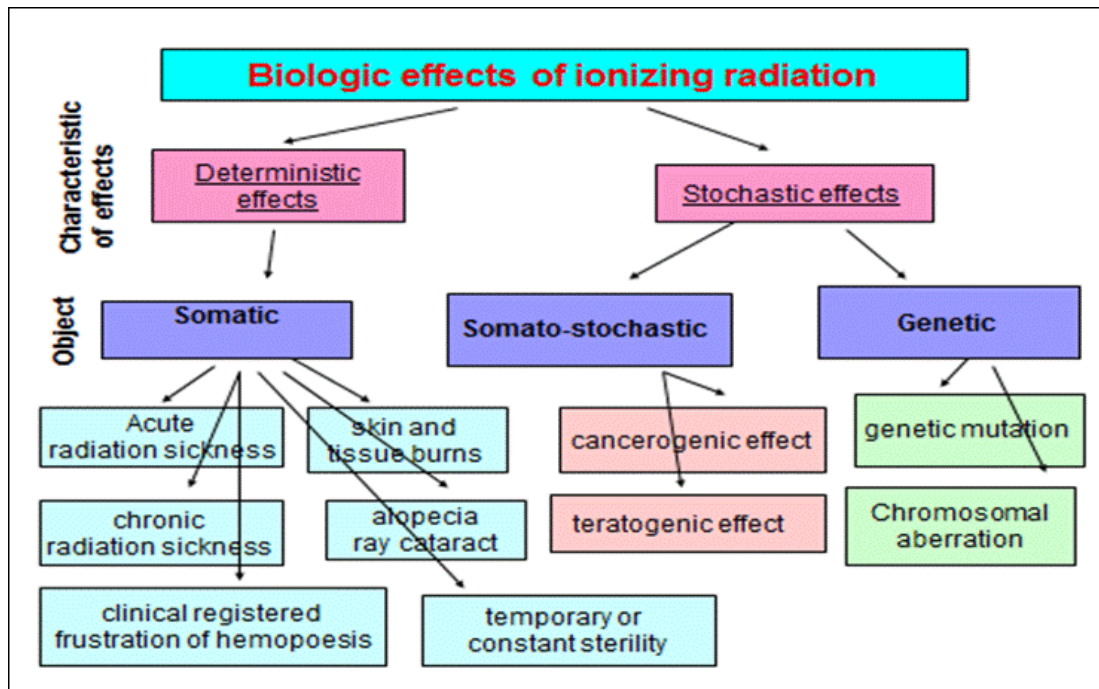 Biologic effects of ionizing radiation
Characteristic
of effects
Deterministic
effects
Stochastic effects
Object
Somatic
Somato-stochastic
Genetic
Acute
radiation sickness
skin and
tissue burns
cancerogenic effect
genetic mutation
chronic
radiation sickness
alopecia
ray cataract
teratogenic effect
Chromosomal
aberration
clinical registered
frustration of hemopoesis
temporary or
constant sterility